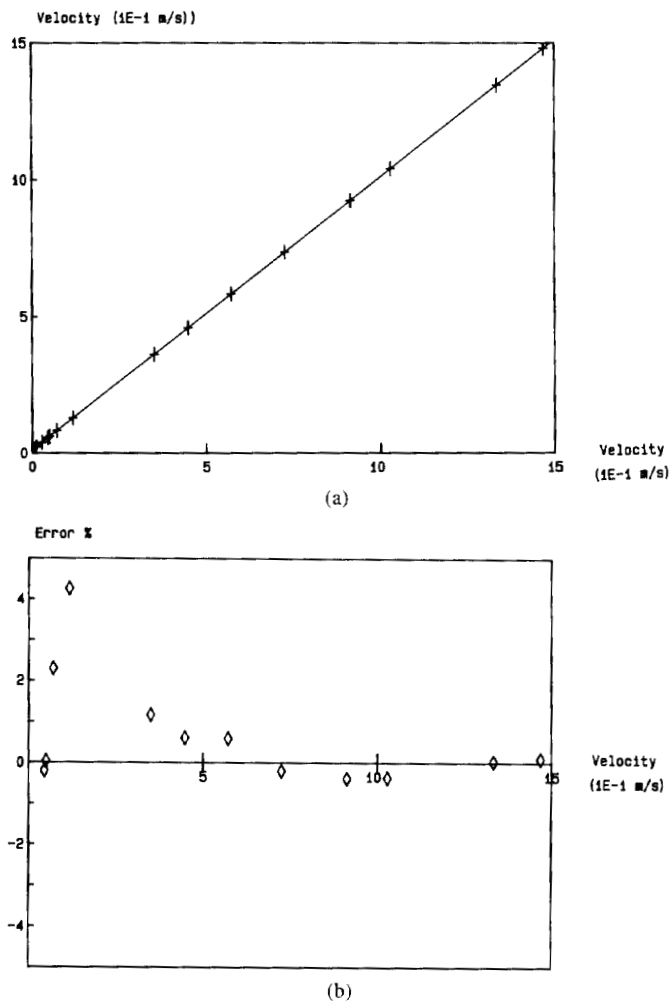 Velocity (1E-1 m/s))
15
10
5
0
0 5 10 15
Velocity
(1E-1 m/s)
(a)
Error %
4
2
0
-2
-4
5 10 15
Velocity
(1E-1 m/s)
(b)